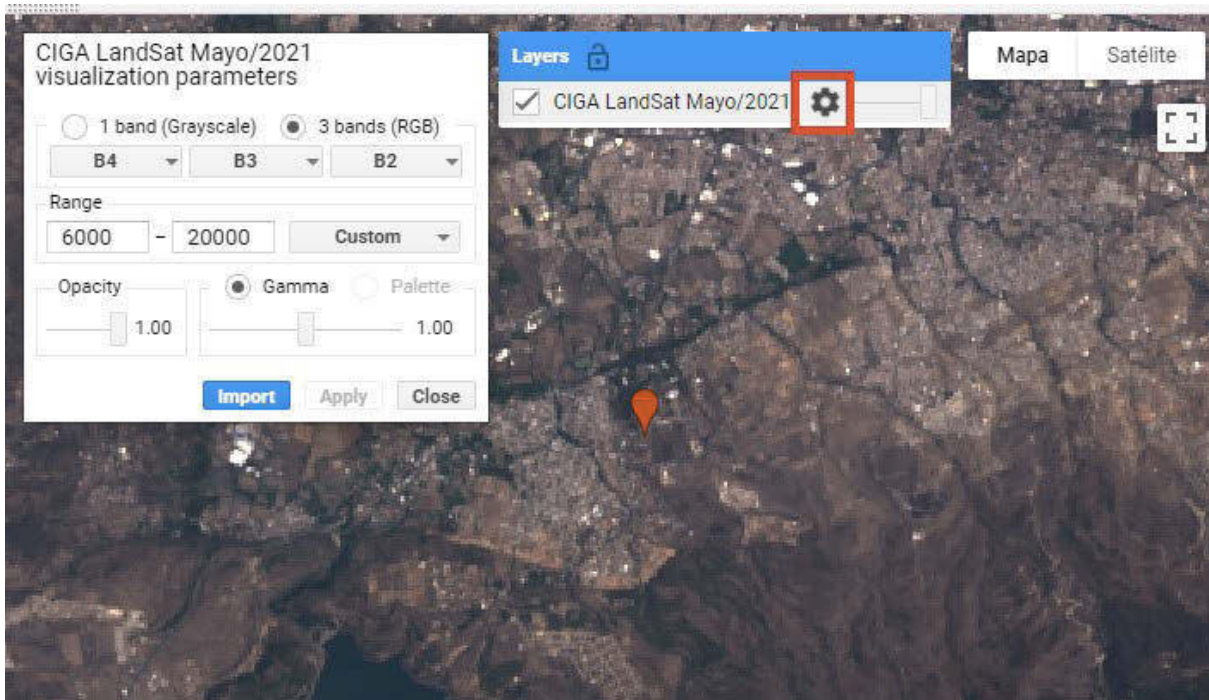 CIGA LandSat Mayo/2021
visualization parameters
1 band (Grayscale) 3 bands (RGB)
B4 B3 B2
Range
6000 – 20000 Custom
Opacity Gamma Palette
1.00 1.00
Import Apply Close
Layers
CIGA LandSat Mayo/2021
Mapa Satélite